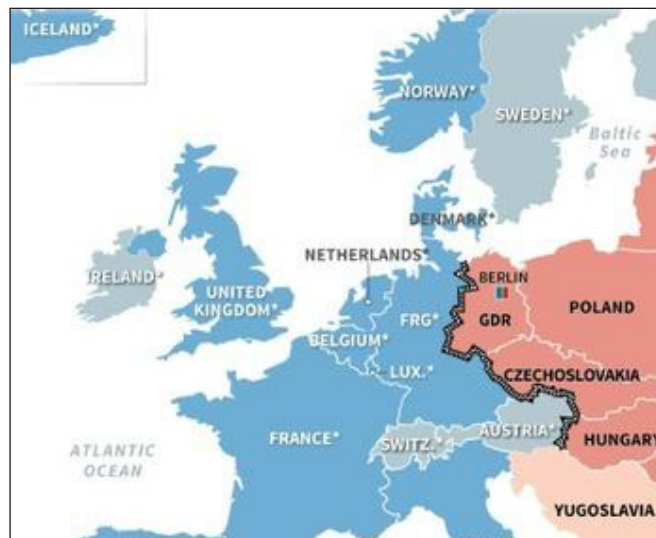 ICELAND*
NORWAY*
SWEDEN*
Baltic
Sea
DENMARK*
NETHERLANDS*
IRELAND*
UNITED
KINGDOM*
BERLIN
POLAND
FRG*
GDR
BELGIUM*
LUX.*
CZECHOSLOVAKIA
FRANCE*
SWITZ.*
AUSTRIA*
HUNGARY
ATLANTIC
OCEAN
YUGOSLAVIA